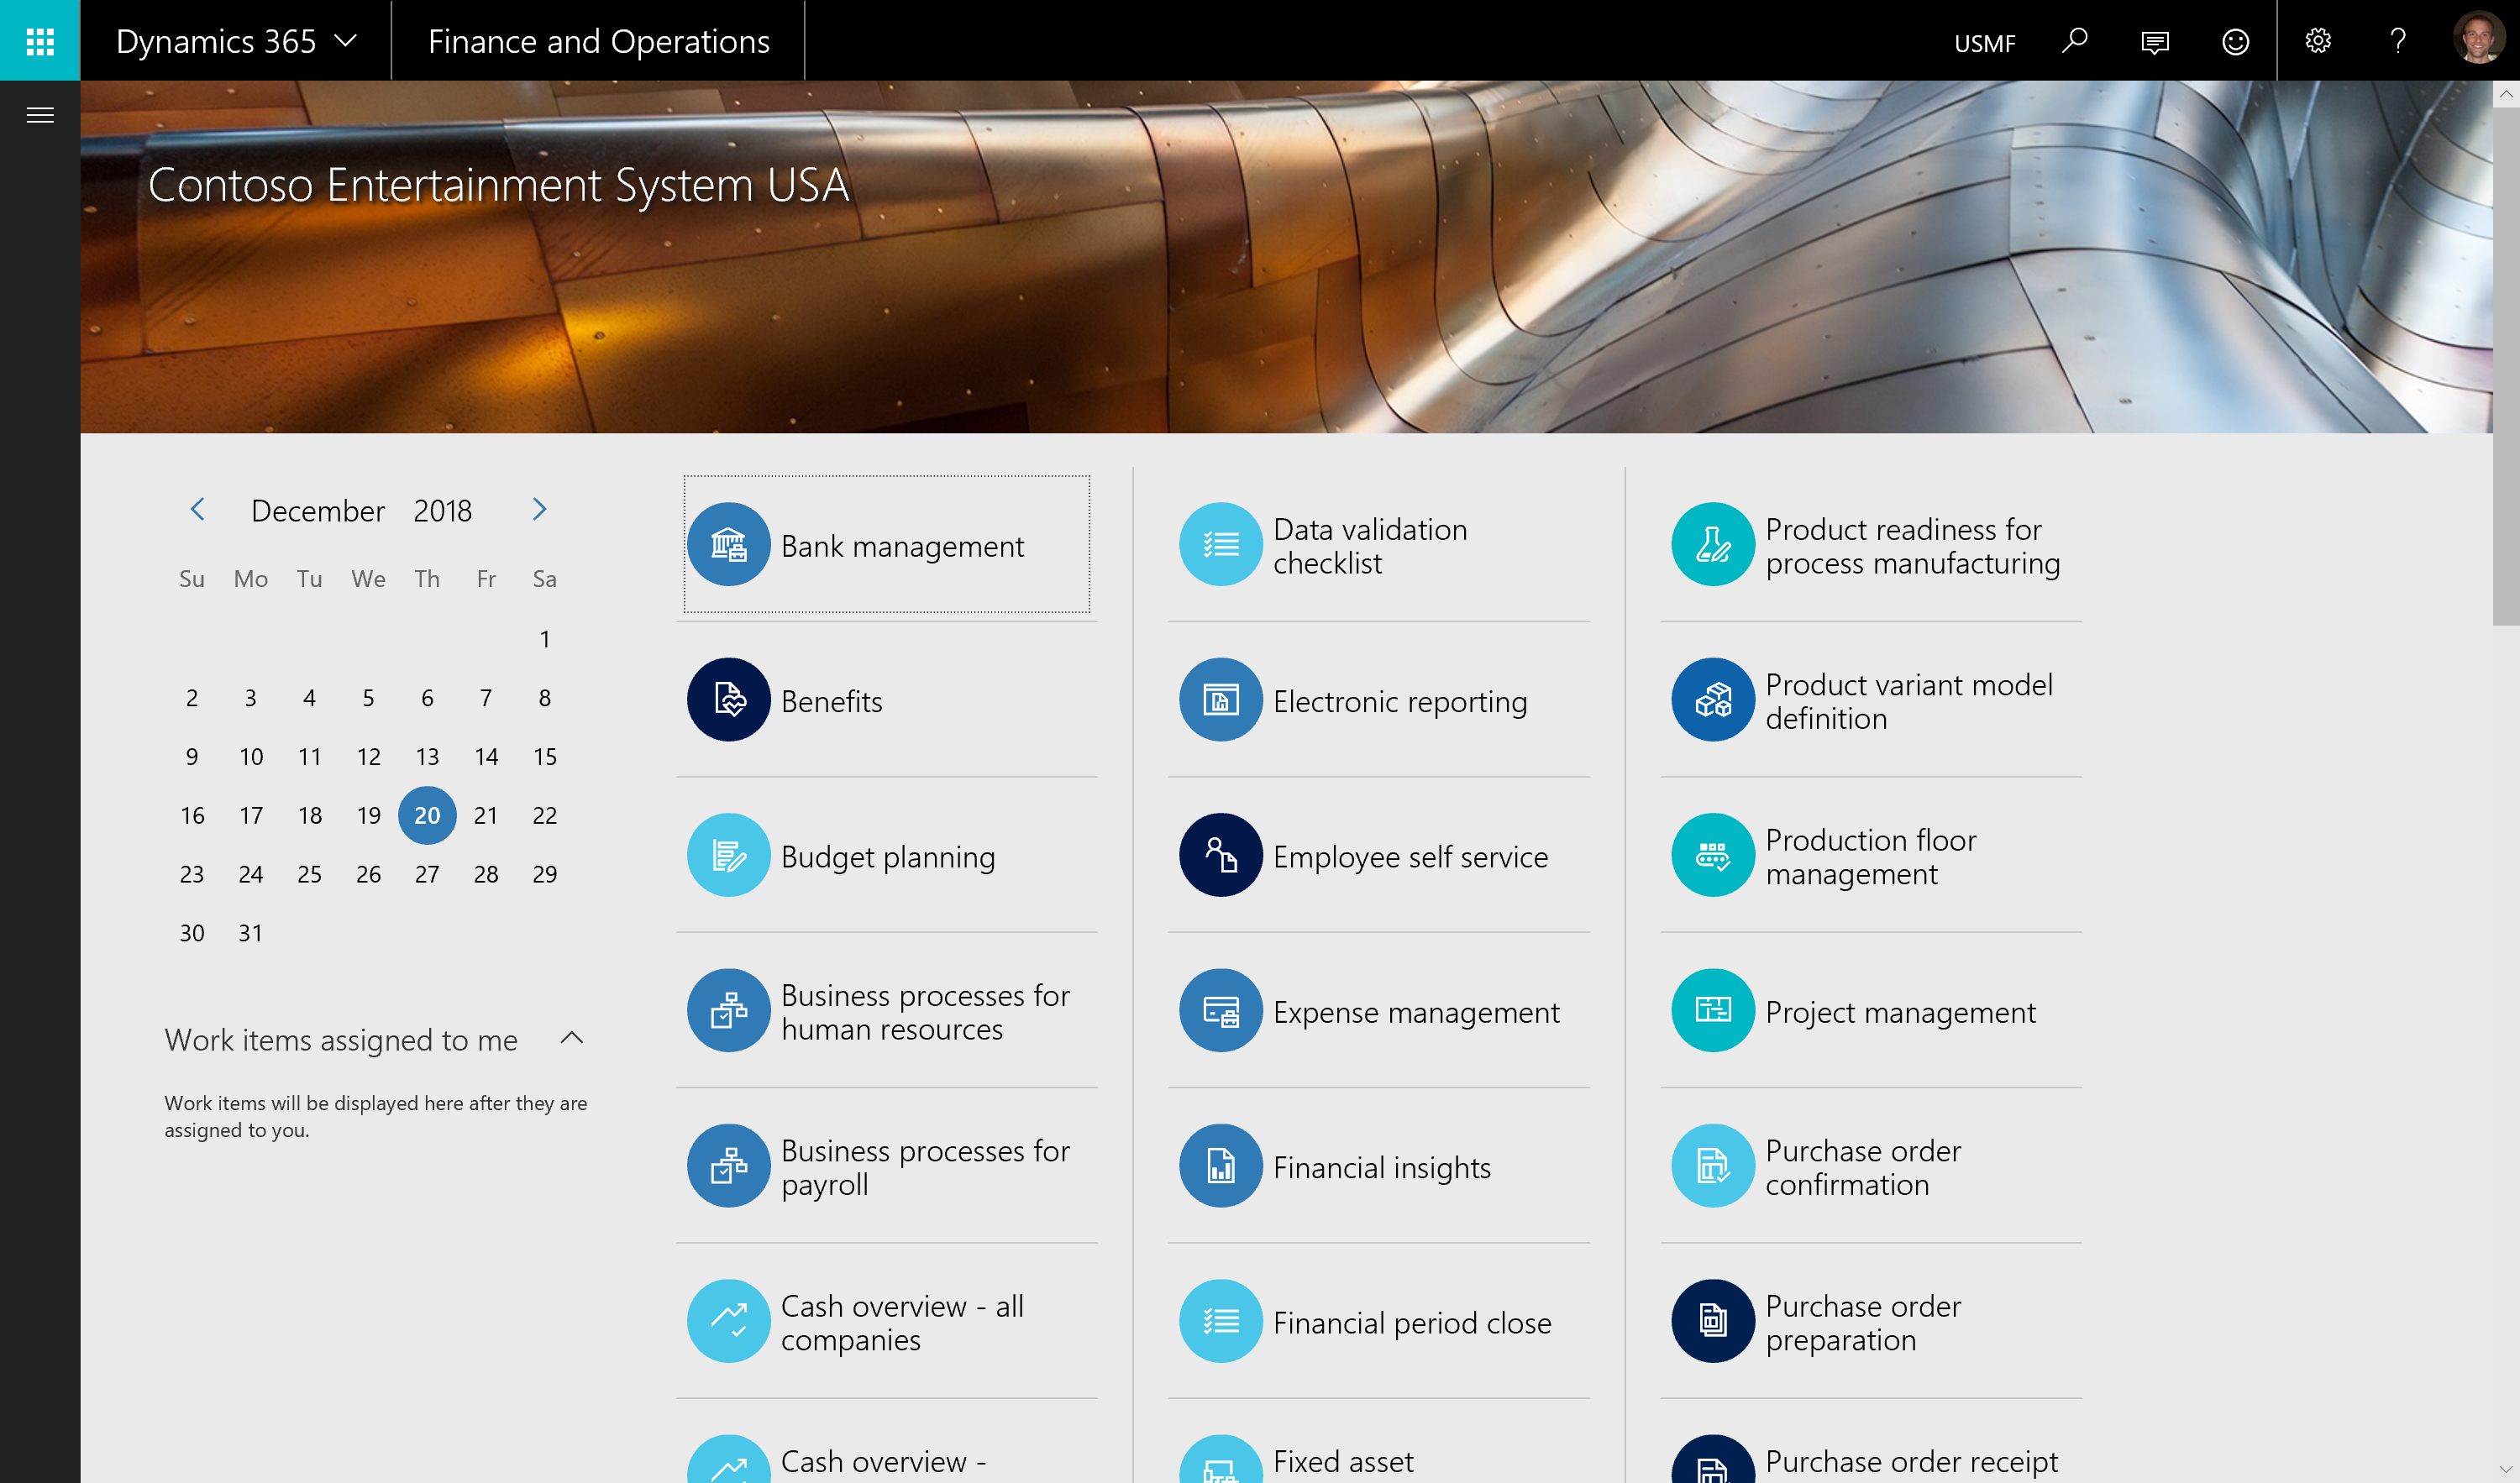 Dynamics 365
Finance and Operations
USMF
Contoso Entertainment System USA
December 2018
Su Mo Tu We Th Fr Sa
1
2 3 4 5 6 7 8
9 10 11 12 13 14 15
16 17 18 19 20 21 22
23 24 25 26 27 28 29
30 31
Work items assigned to me
Work items will be displayed here after they are
assigned to you.
Bank management
Benefits
Budget planning
Business processes for
human resources
Business processes for
payroll
Cash overview - all
companies
Cash overview -
Data validation
checklist
Electronic reporting
Employee self service
Expense management
Financial insights
Financial period close
Fixed asset
Product readiness for
process manufacturing
Product variant model
definition
Production floor
management
Project management
Purchase order
confirmation
Purchase order
preparation
Purchase order receipt